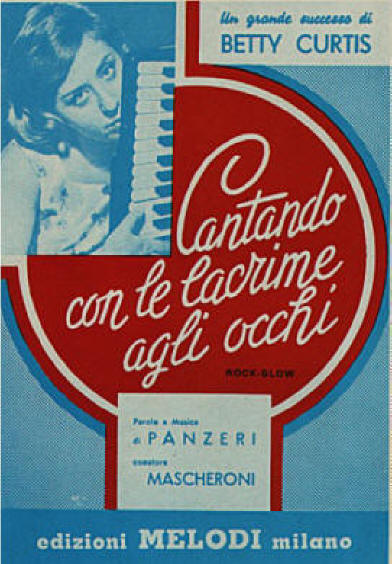 Un grande successo di
BETTY CURTIS
Cantando
con le lacrime
agli occhi
ROCK-SLOW
Parole e Musica
di PANZERI
coautore
MASCHERONI
edizioni MELODI milano